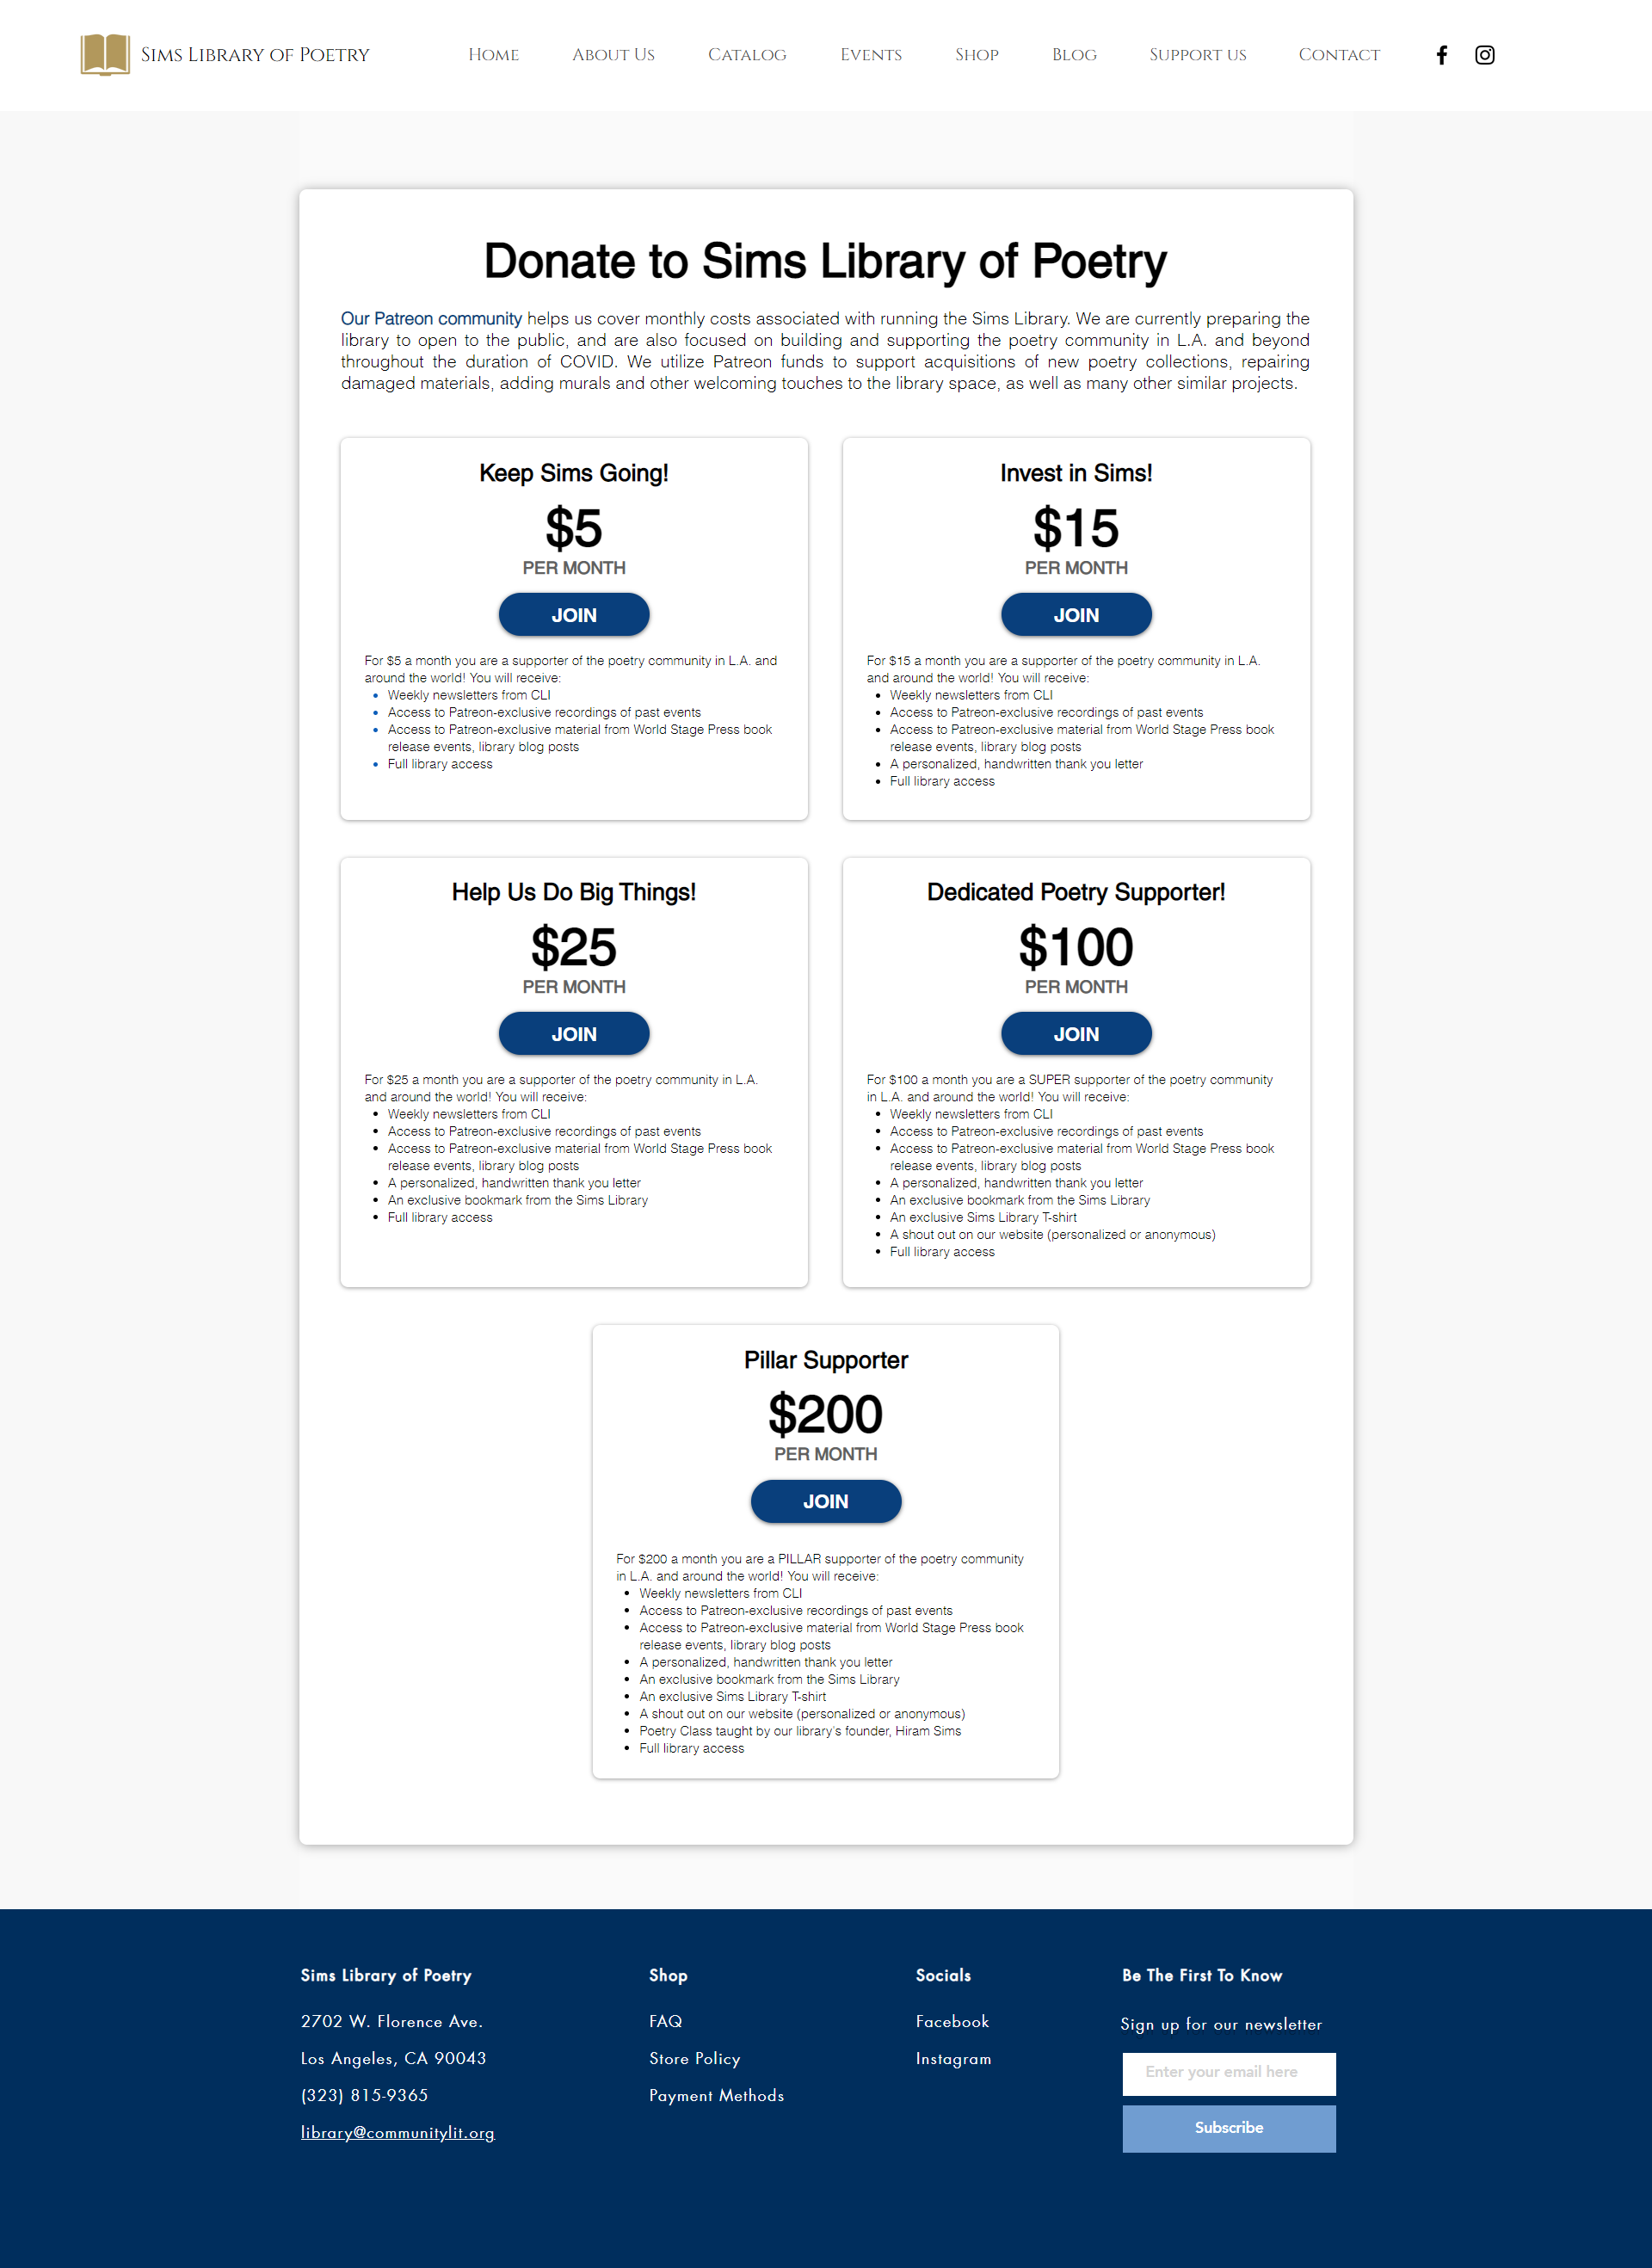 Sims Library of Poetry
Home
About Us
Catalog
Events
Shop
Blog
Support us
Contact
Donate to Sims Library of Poetry
Our Patreon community helps us cover monthly costs associated with running the Sims Library. We are currently preparing the
library to open to the public, and are also focused on building and supporting the poetry community in L.A. and beyond
throughout the duration of COVID. We utilize Patreon funds to support acquisitions of new poetry collections, repairing
damaged materials, adding murals and other welcoming touches to the library space, as well as many other similar projects.
Keep Sims Going!
$5
PER MONTH
JOIN
For $5 a month you are a supporter of the poetry community in L.A. and
around the world! You will receive:
• Weekly newsletters from CLI
• Access to Patreon-exclusive recordings of past events
• Access to Patreon-exclusive material from World Stage Press book
release events, library blog posts
• Full library access
Invest in Sims!
$15
PER MONTH
JOIN
For $15 a month you are a supporter of the poetry community in L.A.
and around the world! You will receive:
• Weekly newsletters from CLI
• Access to Patreon-exclusive recordings of past events
• Access to Patreon-exclusive material from World Stage Press book
release events, library blog posts
• A personalized, handwritten thank you letter
• Full library access
Help Us Do Big Things!
$25
PER MONTH
JOIN
For $25 a month you are a supporter of the poetry community in L.A.
and around the world! You will receive:
• Weekly newsletters from CLI
• Access to Patreon-exclusive recordings of past events
• Access to Patreon-exclusive material from World Stage Press book
release events, library blog posts
• A personalized, handwritten thank you letter
• An exclusive bookmark from the Sims Library
• Full library access
Dedicated Poetry Supporter!
$100
PER MONTH
JOIN
For $100 a month you are a SUPER supporter of the poetry community
in L.A. and around the world! You will receive:
• Weekly newsletters from CLI
• Access to Patreon-exclusive recordings of past events
• Access to Patreon-exclusive material from World Stage Press book
release events, library blog posts
• A personalized, handwritten thank you letter
• An exclusive bookmark from the Sims Library
• An exclusive Sims Library T-shirt
• A shout out on our website (personalized or anonymous)
• Full library access
Pillar Supporter
$200
PER MONTH
JOIN
For $200 a month you are a PILLAR supporter of the poetry community
in L.A. and around the world! You will receive:
• Weekly newsletters from CLI
• Access to Patreon-exclusive recordings of past events
• Access to Patreon-exclusive material from World Stage Press book
release events, library blog posts
• A personalized, handwritten thank you letter
• An exclusive bookmark from the Sims Library
• An exclusive Sims Library T-shirt
• A shout out on our website (personalized or anonymous)
• Poetry Class taught by our library's founder, Hiram Sims
• Full library access
Sims Library of Poetry
2702 W. Florence Ave.
Los Angeles, CA 90043
(323) 815-9365
library@communitylit.org
Shop
FAQ
Store Policy
Payment Methods
Socials
Facebook
Instagram
Be The First To Know
Sign up for our newsletter
Enter your email here
Subscribe